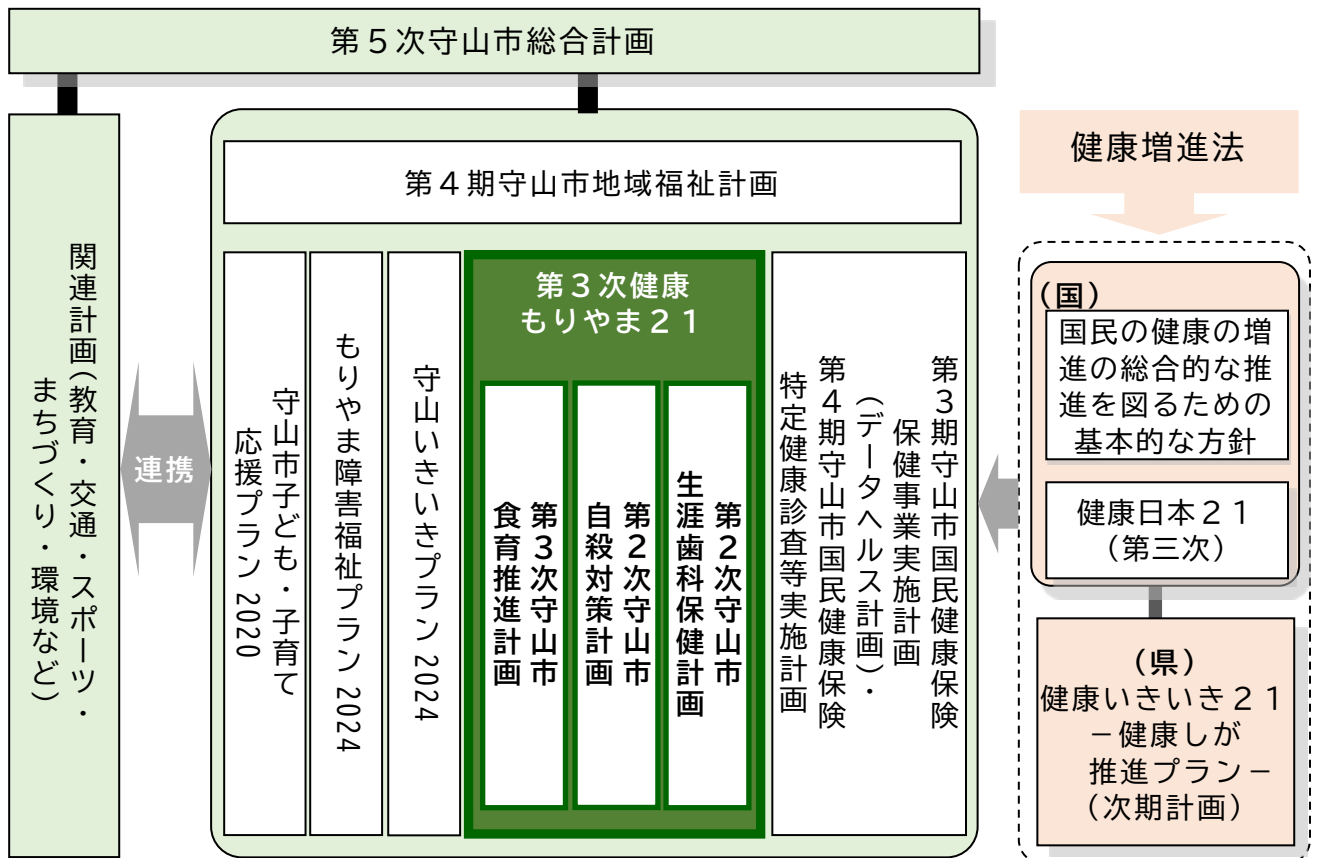 第５次守山市総合計画
関連計画（教育・交通・スポーツ・
まちづくり・環境など）
連携
第４期守山市地域福祉計画
守山市子ども・子育て
応援プラン 2020
もりやま障害福祉プラン 2024
守山いきいきプラン 2024
第３次健康
もりやま２１
第３次守山市
食育推進計画
第２次守山市
自殺対策計画
第２次守山市
生涯歯科保健計画
第３期守山市国民健康保険
保健事業実施計画
（データヘルス計画）・
第４期守山市国民健康保険
特定健康診査等実施計画
健康増進法
（国）
国民の健康の増
進の総合的な推
進を図るための
基本的な方針
健康日本２１
（第三次）
（県）
健康いきいき２１
－健康しが
推進プラン－
（次期計画）